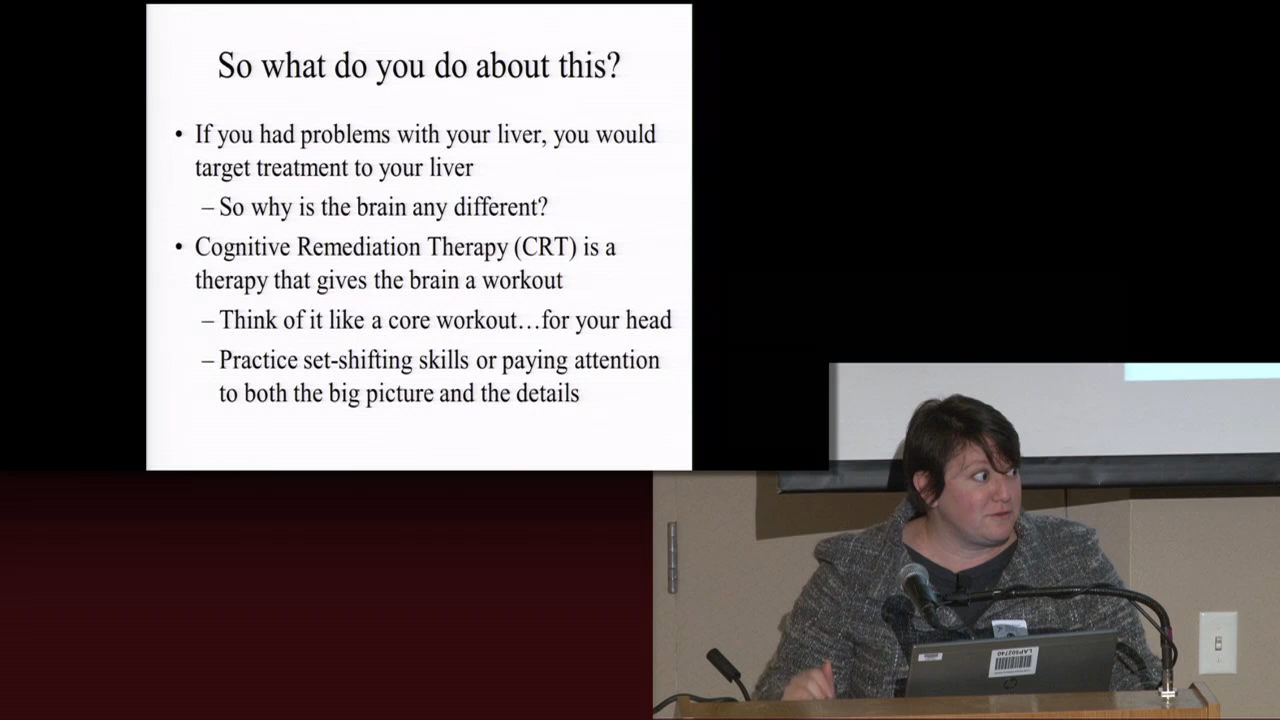 So what do you do about this?
• If you had problems with your liver, you would
target treatment to your liver
– So why is the brain any different?
• Cognitive Remediation Therapy (CRT) is a
therapy that gives the brain a workout
– Think of it like a core workout…for your head
– Practice set-shifting skills or paying attention
to both the big picture and the details
LAP502740
hp